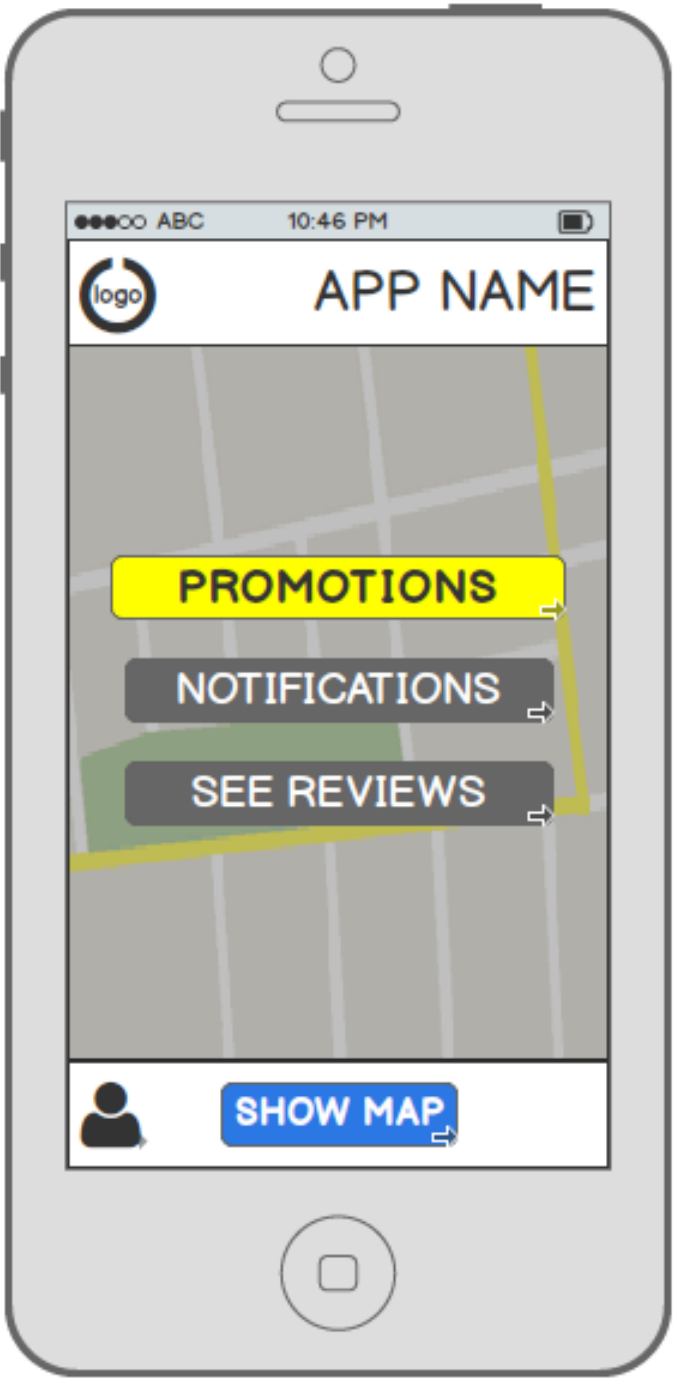 ABC 10:46 PM
logo APP NAME
PROMOTIONS
NOTIFICATIONS
SEE REVIEWS
SHOW MAP